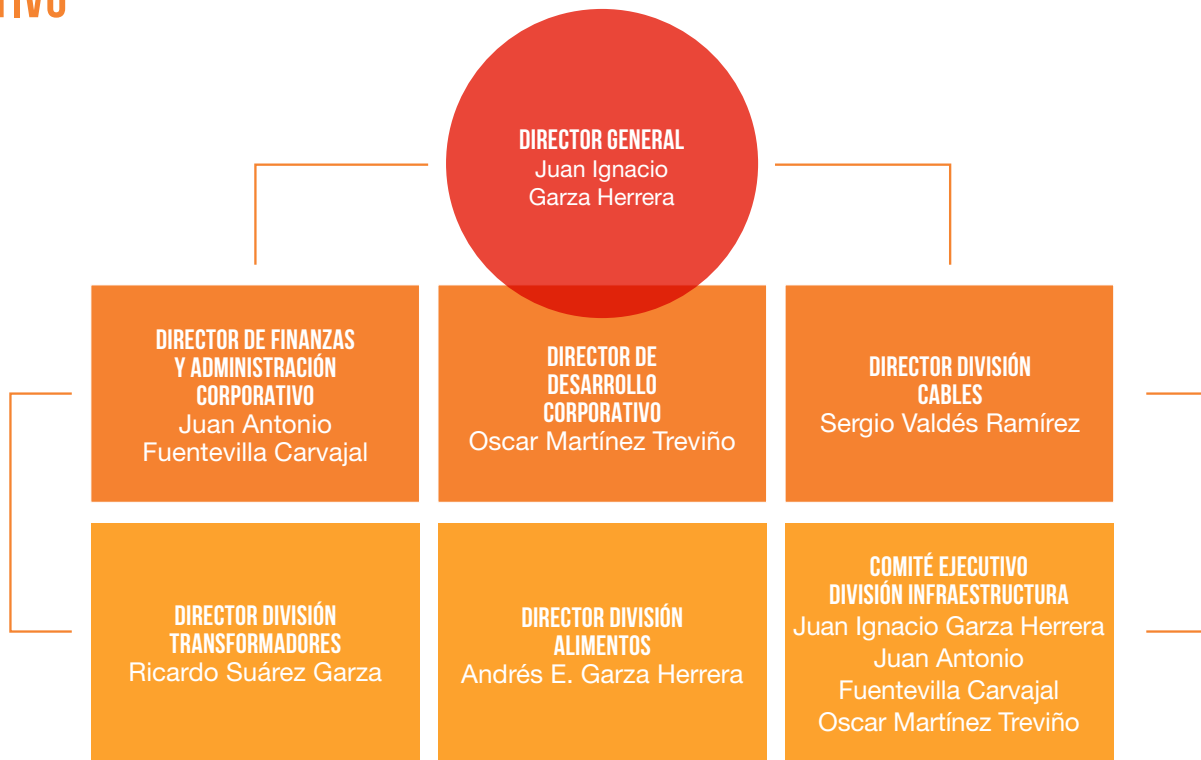 DIRECTOR GENERAL
Juan Ignacio
Garza Herrera
DIRECTOR DE FINANZAS
Y ADMINISTRACIÓN
CORPORATIVO
Juan Antonio
Fuentevilla Carvajal
DIRECTOR DE
DESARROLLO
CORPORATIVO
Oscar Martínez Treviño
DIRECTOR DIVISIÓN
CABLES
Sergio Valdés Ramírez
DIRECTOR DIVISIÓN
TRANSFORMADORES
Ricardo Suárez Garza
DIRECTOR DIVISIÓN
ALIMENTOS
Andrés E. Garza Herrera
COMITÉ EJECUTIVO
DIVISIÓN INFRAESTRUCTURA
Juan Ignacio Garza Herrera
Juan Antonio
Fuentevilla Carvajal
Oscar Martínez Treviño